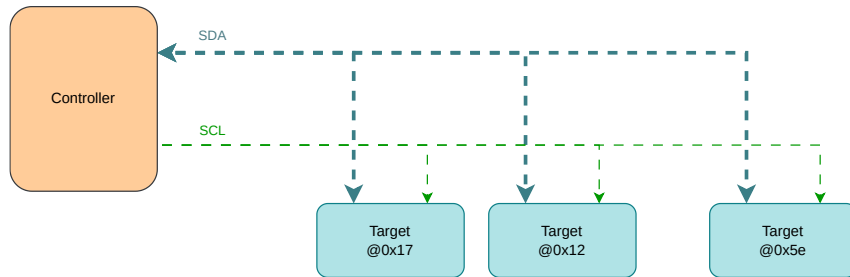 SDA
Controller
SCL
Target
@0x17
Target
@0x12
Target
@0x5e